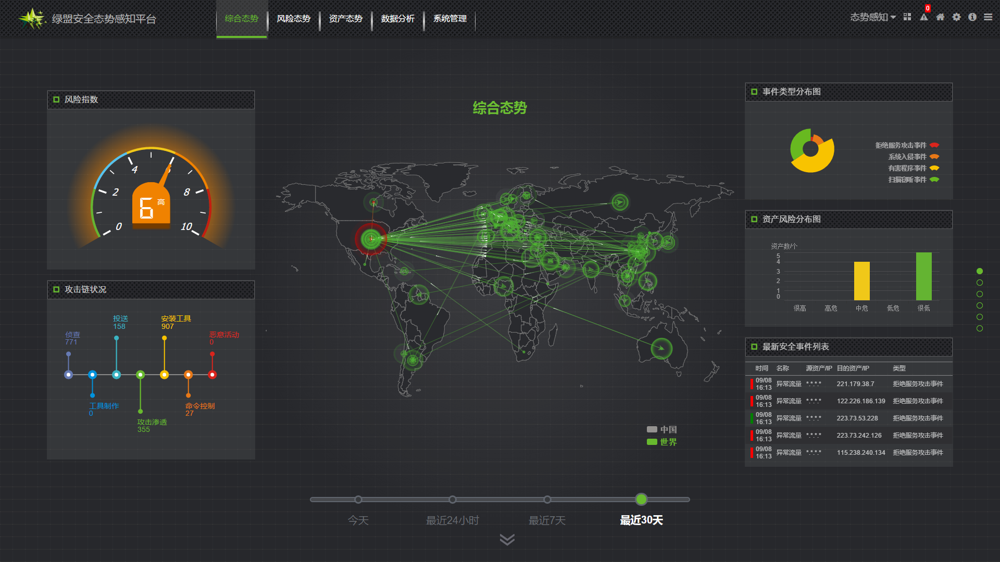 绿盟安全态势感知平台
综合态势
风险态势
资产态势
数据分析
系统管理
态势感知
0
风险指数
0
2
4
6
8
10
6 高
攻击链状况
侦查
771
工具制作
0
投送
158
攻击渗透
355
安装工具
907
命令控制
27
恶意活动
0
综合态势
中国
世界
今天
最近24小时
最近7天
最近30天
事件类型分布图
拒绝服务攻击事件
系统入侵事件
有害程序事件
扫描窃听事件
资产风险分布图
资产数/个
5
4
3
2
1
0
很高
高危
中危
低危
很低
最新安全事件列表
时间 名称 源资产/IP 目的资产/IP 类型
09/08 16:13 异常流量 *.*.*.* 221.179.38.7 拒绝服务攻击事件
09/08 16:13 异常流量 *.*.*.* 122.226.186.139 拒绝服务攻击事件
09/08 16:13 异常流量 *.*.*.* 223.73.53.228 拒绝服务攻击事件
09/08 16:13 异常流量 *.*.*.* 223.73.242.126 拒绝服务攻击事件
09/08 16:13 异常流量 *.*.*.* 115.238.240.134 拒绝服务攻击事件